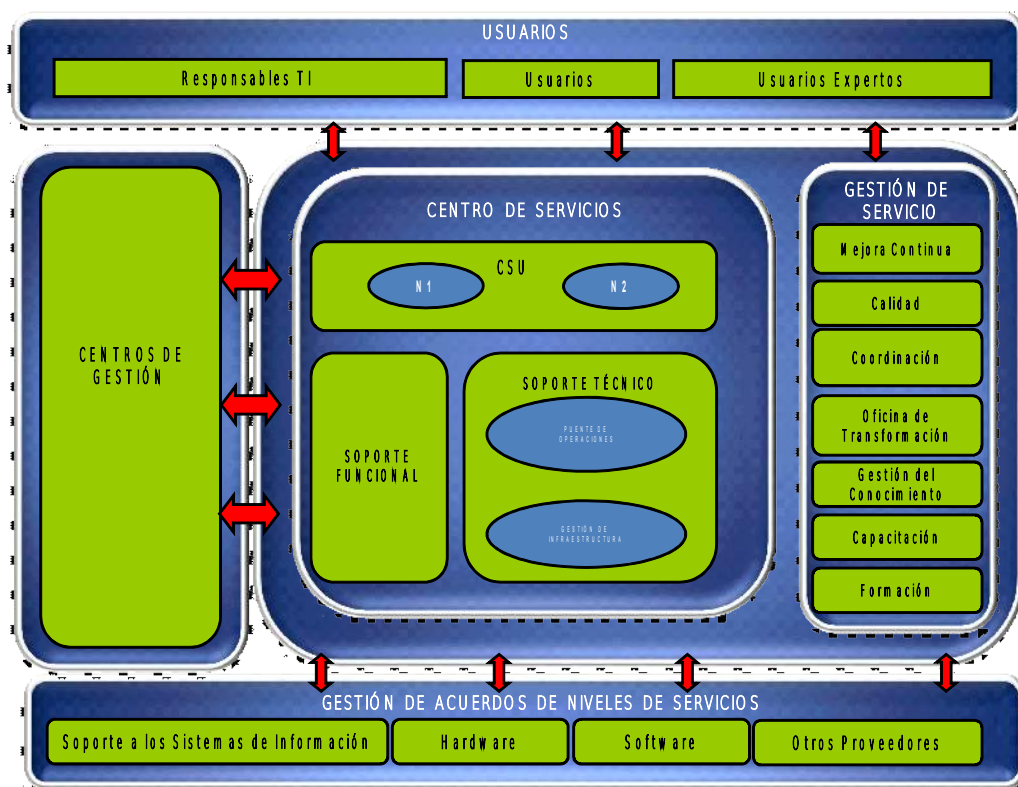 USUARIOS
Responsables TI
Usuarios
Usuarios Expertos
CENTROS DE
GESTIÓN
CENTRO DE SERVICIOS
CSU
N1
N2
SOPORTE
FUNCIONAL
SOPORTE TÉCNICO
PUENTE DE
OPERACIONES
GESTIÓN DE
INFRAESTRUCTURA
GESTIÓN DE
SERVICIO
Mejora Continua
Calidad
Coordinación
Oficina de
Transformación
Gestión del
Conocimiento
Capacitación
Formación
GESTIÓN DE ACUERDOS DE NIVELES DE SERVICIOS
Soporte a los Sistemas de Información
Hardware
Software
Otros Proveedores